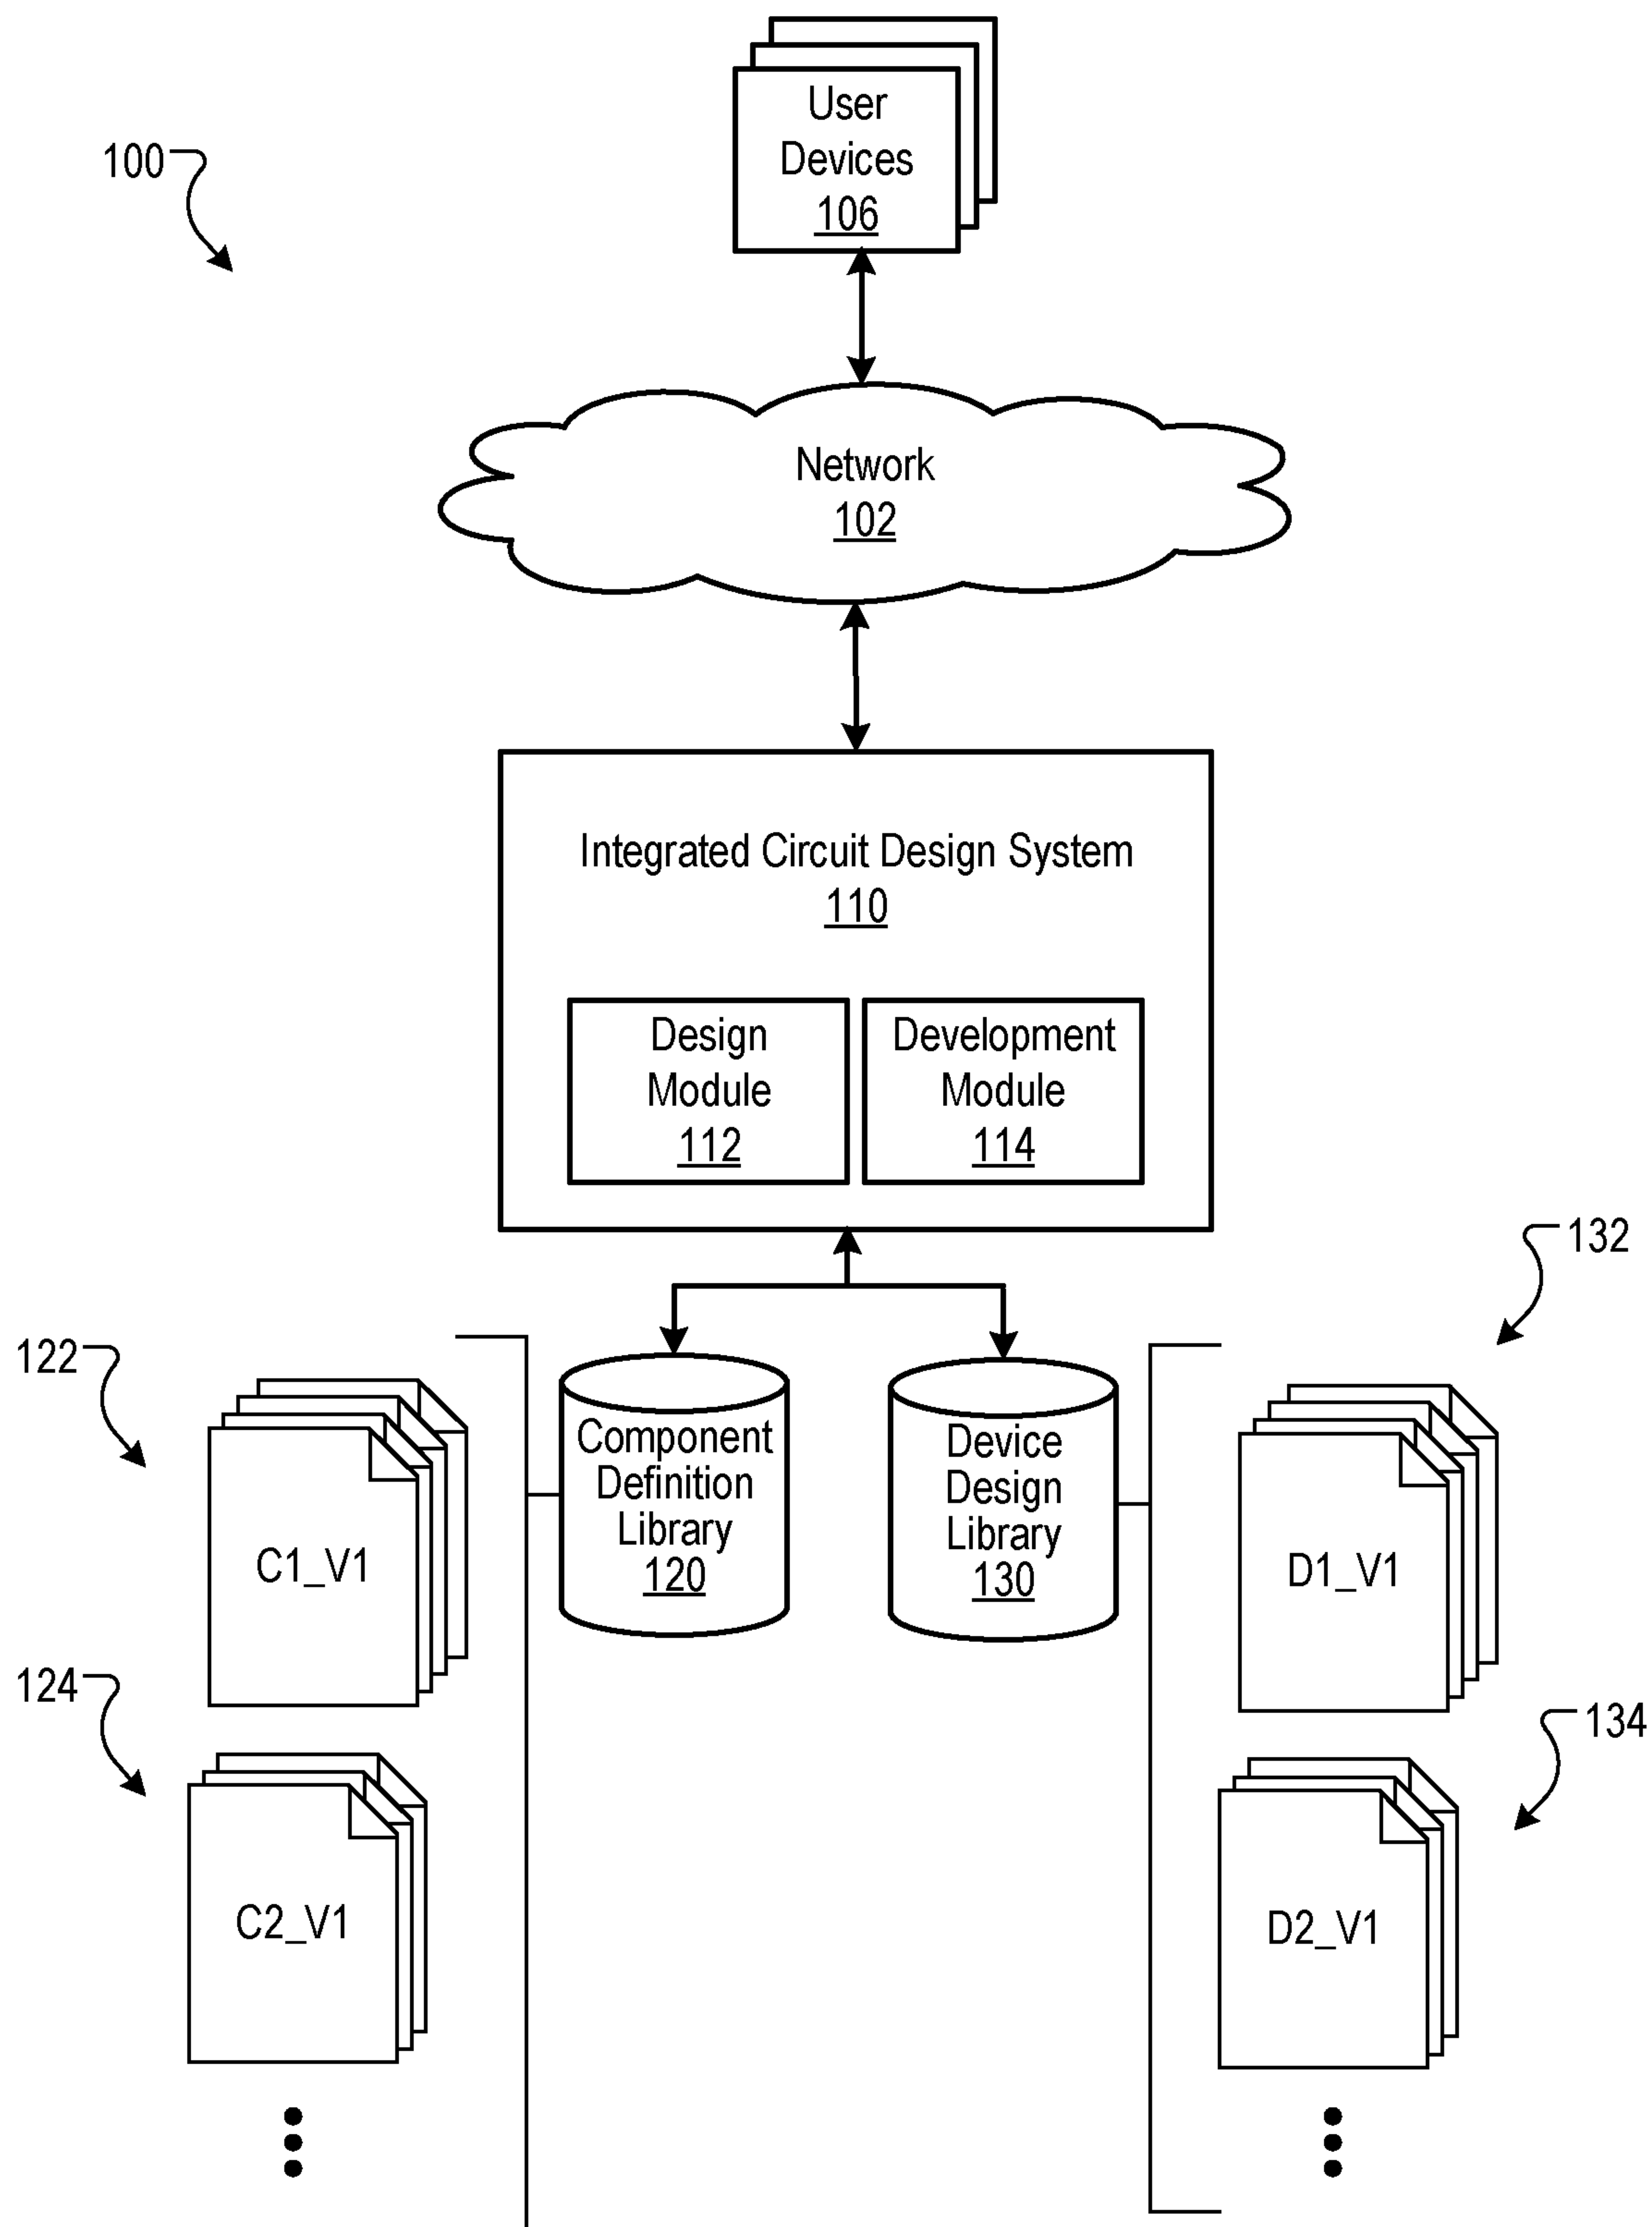 100
User
Devices
106
Network
102
Integrated Circuit Design System
110
Design
Module
112
Development
Module
114
132
122
Component
Definition
Library
120
Device
Design
Library
130
C1_V1
D1_V1
124
134
C2_V1
D2_V1